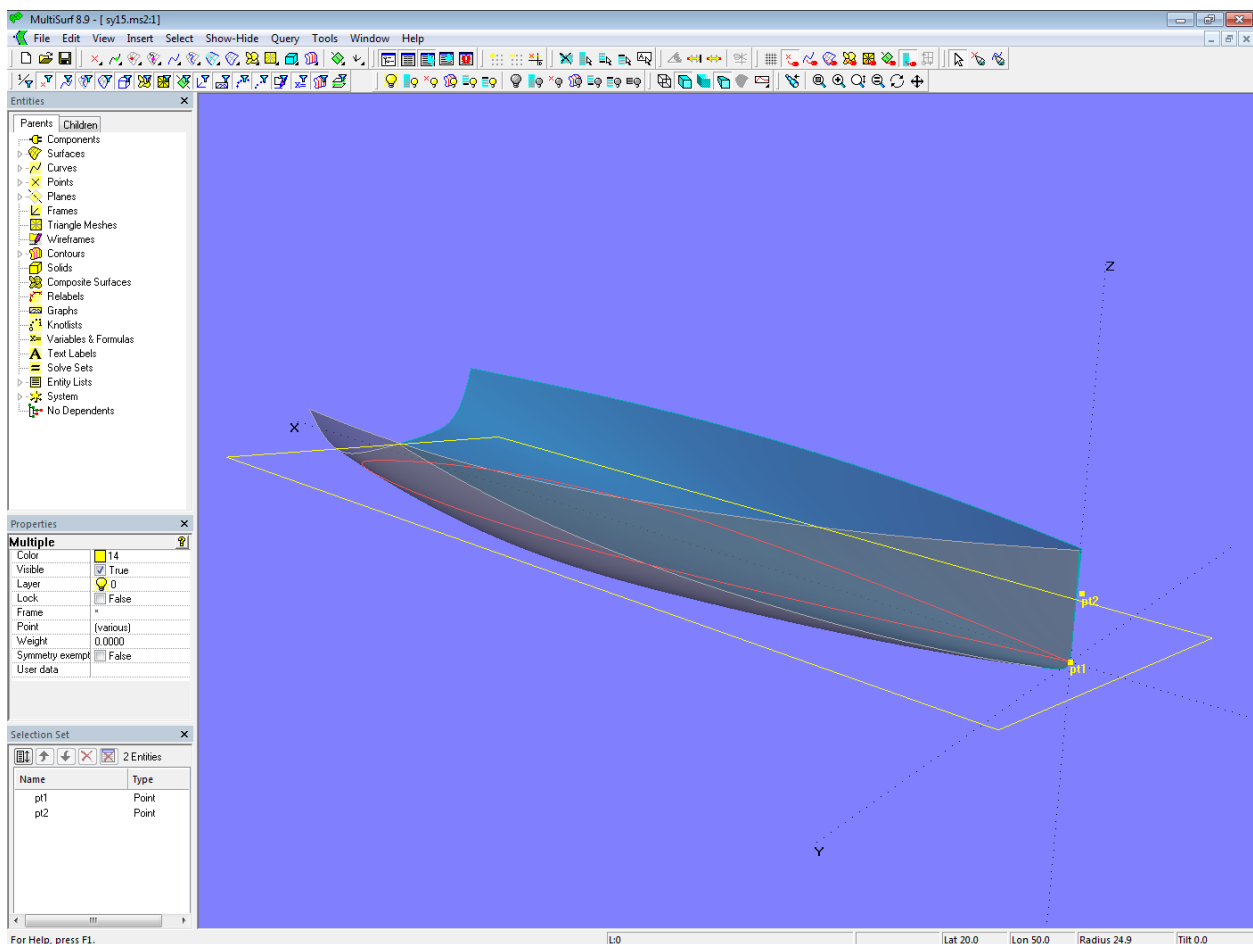 MultiSurf 8.9 - [ sy15.ms2:1]
File Edit View Insert Select Show-Hide Query Tools Window Help
Entities
Parents Children
Components
Surfaces
Curves
Points
Planes
Frames
Triangle Meshes
Wireframes
Contours
Solids
Composite Surfaces
Relabels
Graphs
Knotlists
Variables & Formulas
Text Labels
Solve Sets
Entity Lists
System
No Dependents
Properties
Multiple
Color 14
Visible True
Layer 0
Lock False
Frame *
Point (various)
Weight 0.0000
Symmetry exempt False
User data
Selection Set
2 Entities
Name Type
pt1 Point
pt2 Point
Z
X
pt2
pt1
Y
For Help, press F1. L:0 Lat 20.0 Lon 50.0 Radius 24.9 Tilt 0.0